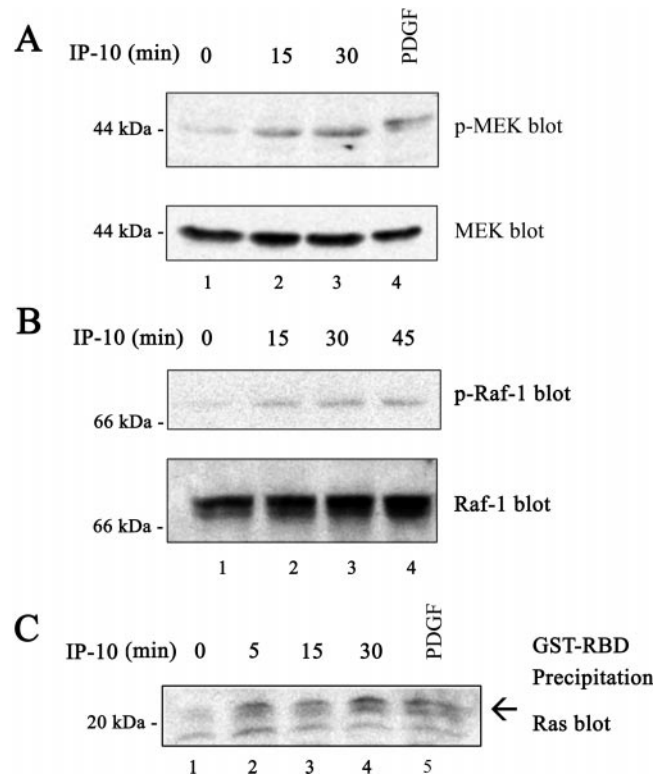 A
IP-10 (min) 0 15 30 PDGF
44 kDa - p-MEK blot
44 kDa - MEK blot
1 2 3 4
B
IP-10 (min) 0 15 30 45
p-Raf-1 blot
66 kDa -
Raf-1 blot
66 kDa -
1 2 3 4
C
IP-10 (min) 0 5 15 30 PDGF
GST-RBD
Precipitation
20 kDa - Ras blot
1 2 3 4 5